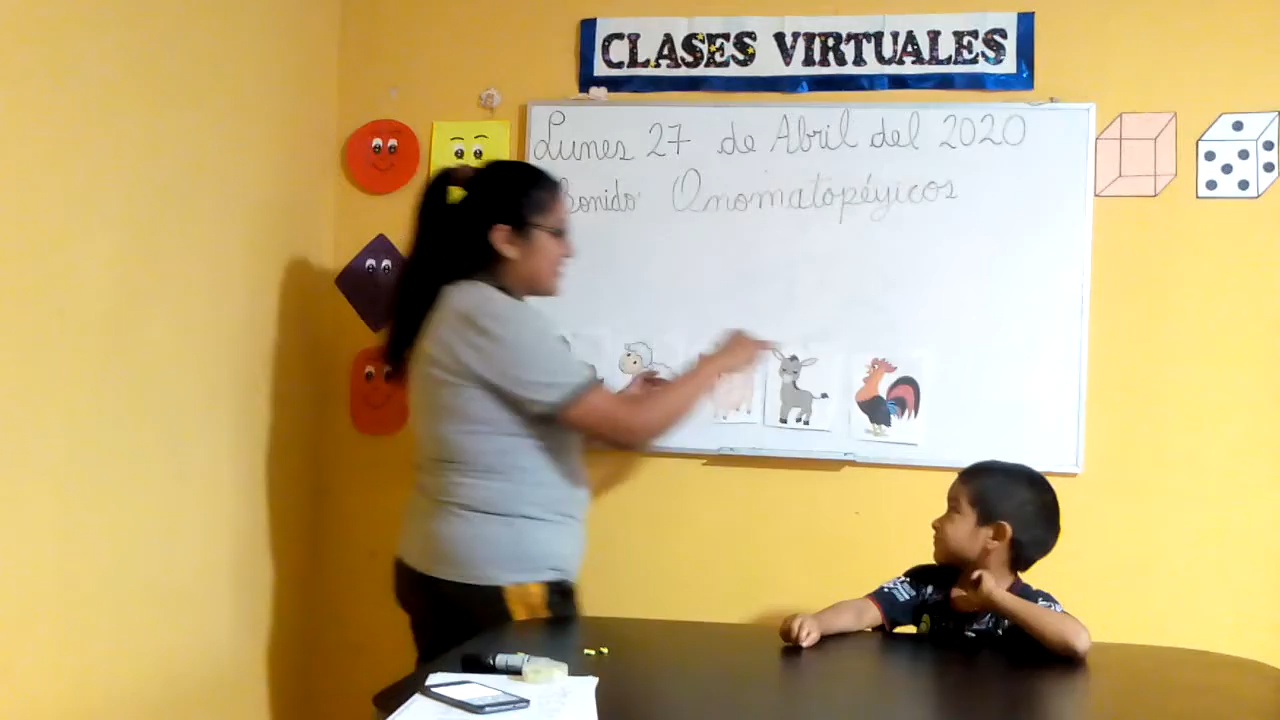 CLASES VIRTUALES
Lunes 27 de Abril del 2020
Sonido Onomatopéyicos